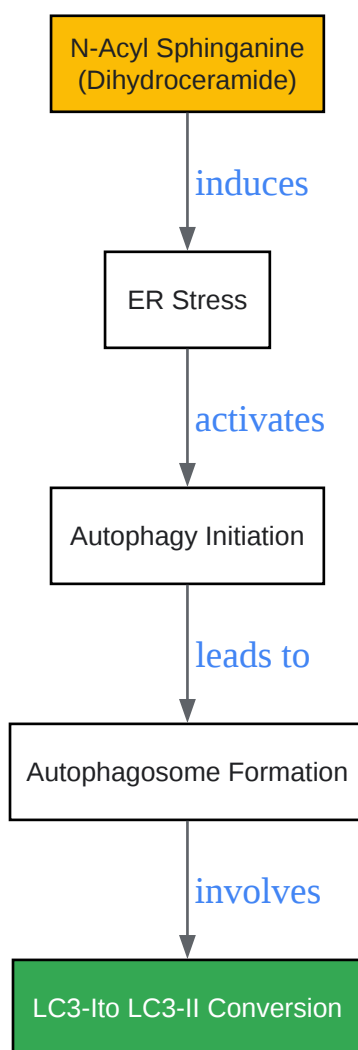 N-Acyl Sphinganine
(Dihydroceramide)
induces
ER Stress
activates
Autophagy Initiation
leads to
Autophagosome Formation
involves
LC3-Ito LC3-II Conversion